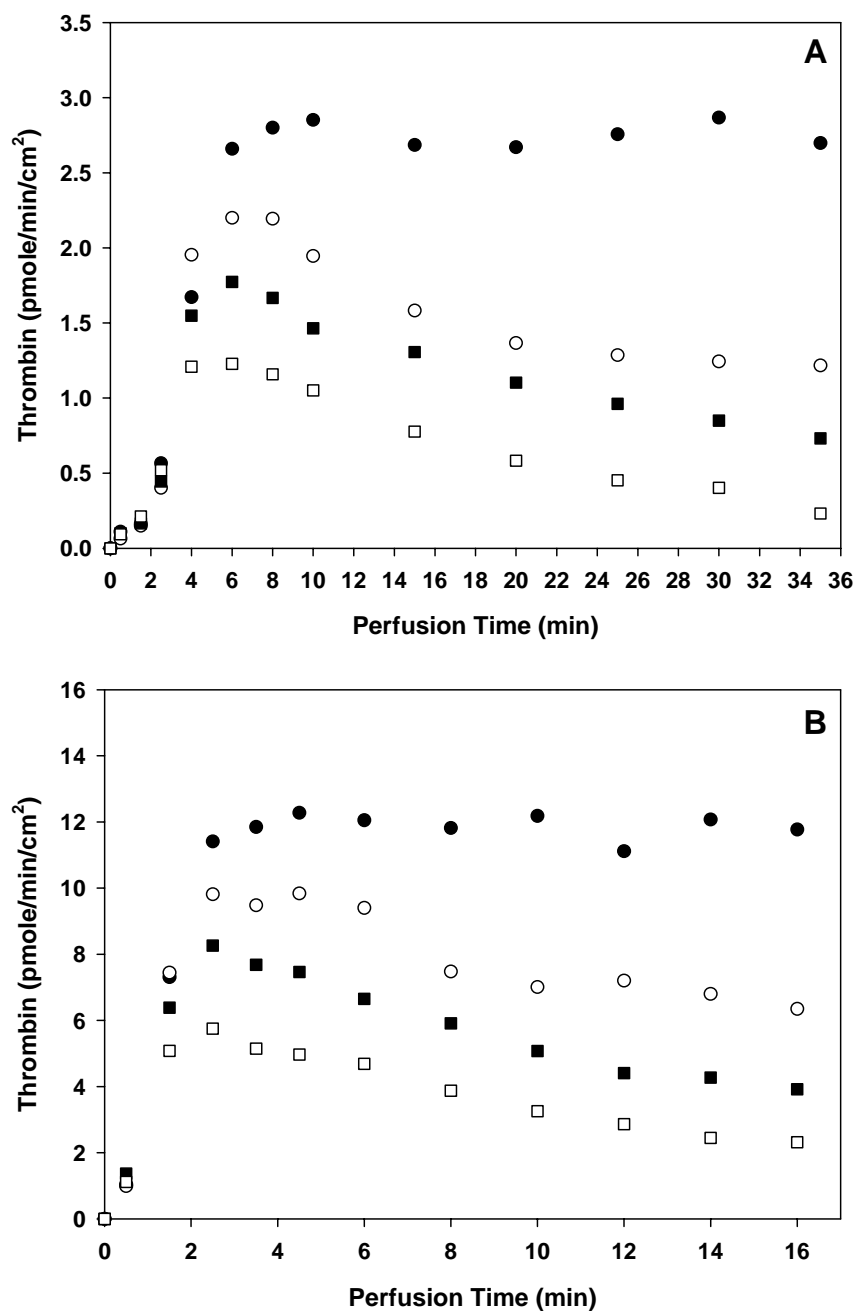 A
3.5
3.0
2.5
2.0
1.5
1.0
0.5
0.0
Thrombin (pmole/min/cm²)
0 2 4 6 8 10 12 14 16 18 20 22 24 26 28 30 32 34 36
Perfusion Time (min)
B
16
14
12
10
8
6
4
2
0
Thrombin (pmole/min/cm²)
0 2 4 6 8 10 12 14 16
Perfusion Time (min)